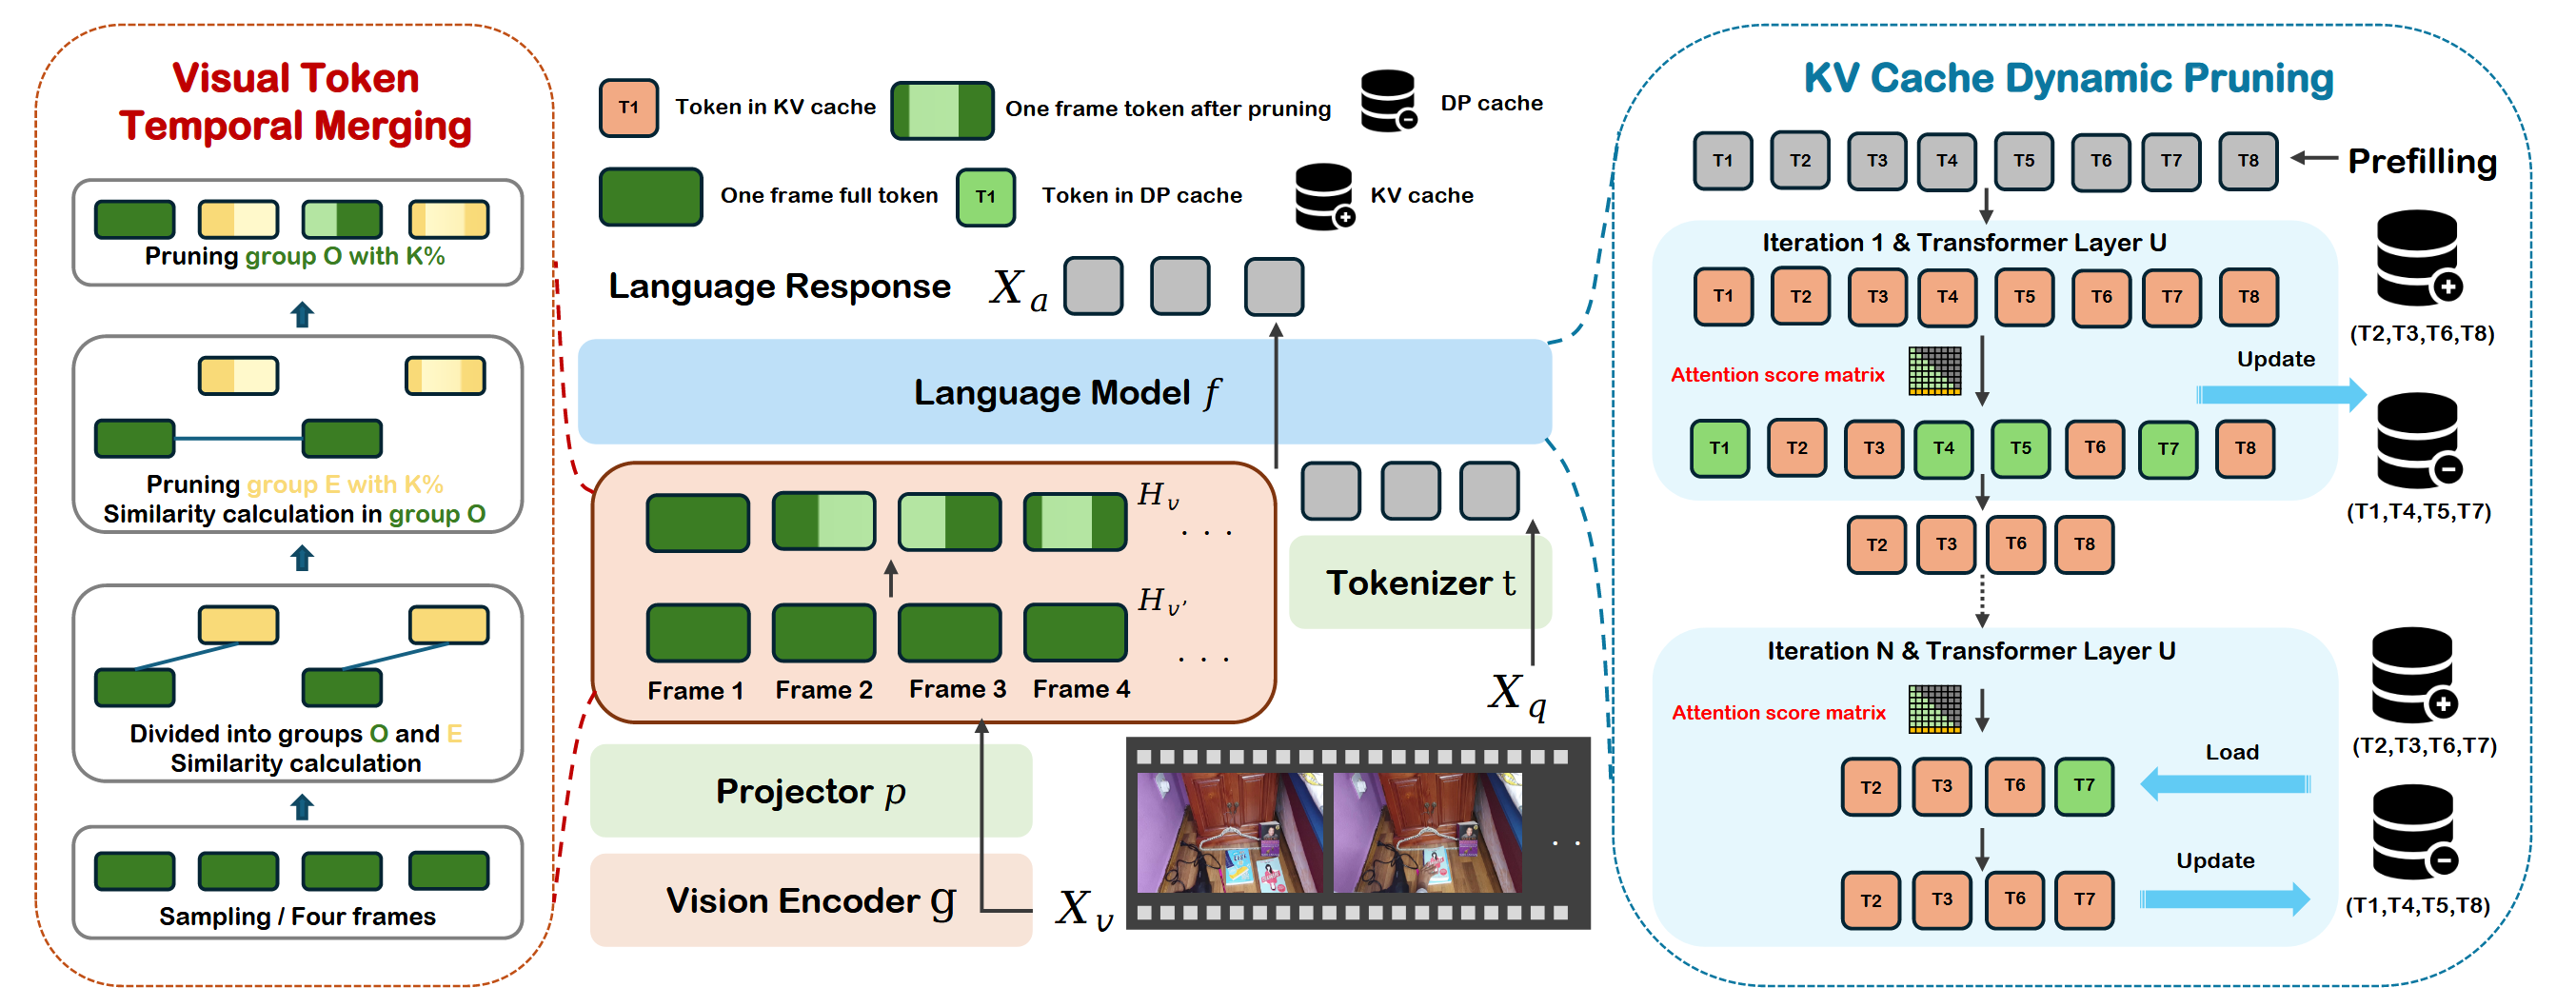 Visual Token
Temporal Merging
Pruning group O with K%
Pruning group E with K%
Similarity calculation in group O
Divided into groups O and E
Similarity calculation
Sampling / Four frames
T1 Token in KV cache
One frame token after pruning
DP cache
One frame full token
T1 Token in DP cache
KV cache
Language Response X a
Language Model f
H v
. . .
H v'
. . .
Frame 1 Frame 2 Frame 3 Frame 4
Tokenizer t
X q
Projector p
Vision Encoder g
X v
. .
KV Cache Dynamic Pruning
T1 T2 T3 T4 T5 T6 T7 T8
Prefilling
Iteration 1 & Transformer Layer U
T1 T2 T3 T4 T5 T6 T7 T8
(T2,T3,T6,T8)
Attention score matrix
Update
T1 T2 T3 T4 T5 T6 T7 T8
(T1,T4,T5,T7)
T2 T3 T6 T8
Iteration N & Transformer Layer U
Attention score matrix
(T2,T3,T6,T7)
Load
T2 T3 T6 T7
Update
T2 T3 T6 T7
(T1,T4,T5,T8)